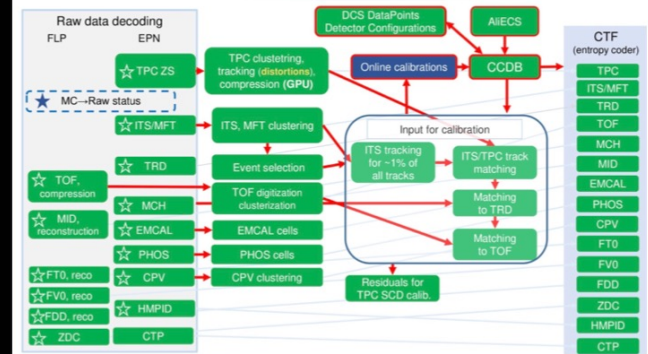 Raw data decoding
FLP
EPN
TPC ZS
MC→Raw status
ITS/MFT
TRD
TOF,
compression
MCH
MID,
reconstruction
EMCAL
PHOS
FT0, reco
CPV
FV0, reco
FDD, reco
HMPID
ZDC
CTP
TPC clustetring,
tracking (distortions),
compression (GPU)
ITS, MFT clustering
Event selection
TOF digitization
clusterization
EMCAL cells
PHOS cells
CPV clustering
DCS DataPoints
Detector Configurations
AliECS
Online calibrations
CCDB
Input for calibration
ITS tracking
for ~1% of
all tracks
ITS/TPC track
matching
Matching
to TRD
Matching
to TOF
Residuals for
TPC SCD calib.
CTF
(entropy coder)
TPC
ITS/MFT
TRD
TOF
MCH
MID
EMCAL
PHOS
CPV
FT0
FV0
FDD
ZDC
HMPID
CTP